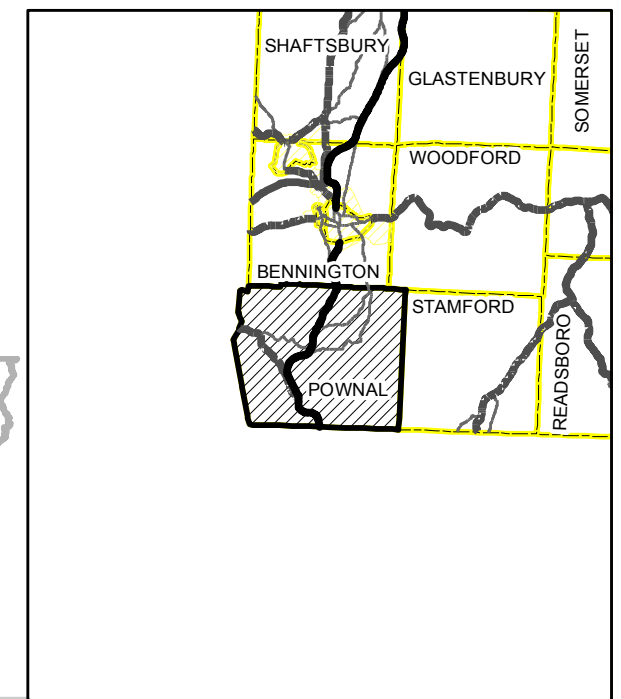 SHAFTSBURY
GLASTENBURY
SOMERSET
WOODFORD
BENNINGTON
STAMFORD
READSBORO
POWNAL